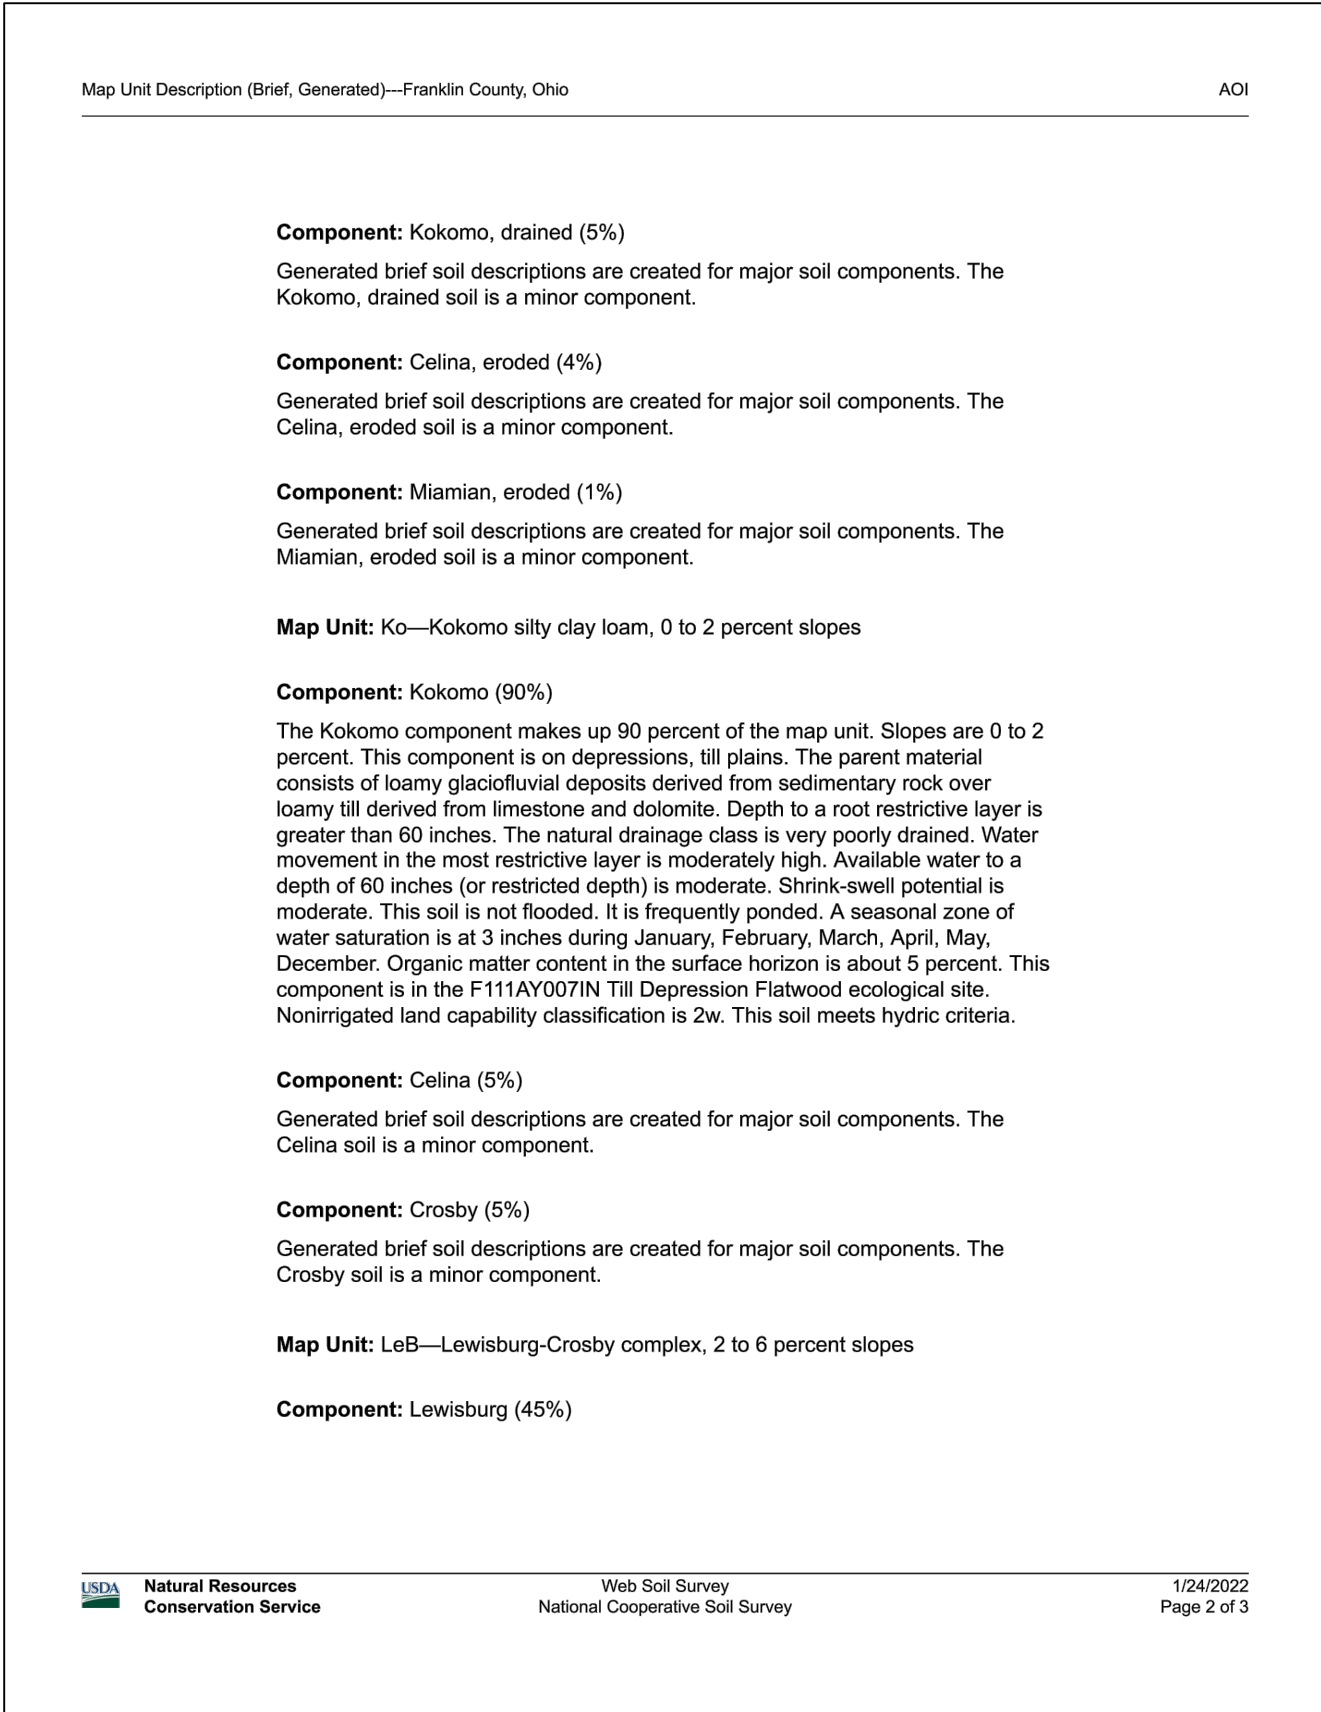 Map Unit Description (Brief, Generated)---Franklin County, Ohio
AOI
Component: Kokomo, drained (5%)
Generated brief soil descriptions are created for major soil components. The
Kokomo, drained soil is a minor component.
Component: Celina, eroded (4%)
Generated brief soil descriptions are created for major soil components. The
Celina, eroded soil is a minor component.
Component: Miamian, eroded (1%)
Generated brief soil descriptions are created for major soil components. The
Miamian, eroded soil is a minor component.
Map Unit: Ko—Kokomo silty clay loam, 0 to 2 percent slopes
Component: Kokomo (90%)
The Kokomo component makes up 90 percent of the map unit. Slopes are 0 to 2
percent. This component is on depressions, till plains. The parent material
consists of loamy glaciofluvial deposits derived from sedimentary rock over
loamy till derived from limestone and dolomite. Depth to a root restrictive layer is
greater than 60 inches. The natural drainage class is very poorly drained. Water
movement in the most restrictive layer is moderately high. Available water to a
depth of 60 inches (or restricted depth) is moderate. Shrink-swell potential is
moderate. This soil is not flooded. It is frequently ponded. A seasonal zone of
water saturation is at 3 inches during January, February, March, April, May,
December. Organic matter content in the surface horizon is about 5 percent. This
component is in the F111AY007IN Till Depression Flatwood ecological site.
Nonirrigated land capability classification is 2w. This soil meets hydric criteria.
Component: Celina (5%)
Generated brief soil descriptions are created for major soil components. The
Celina soil is a minor component.
Component: Crosby (5%)
Generated brief soil descriptions are created for major soil components. The
Crosby soil is a minor component.
Map Unit: LeB—Lewisburg-Crosby complex, 2 to 6 percent slopes
Component: Lewisburg (45%)
USDA
Natural Resources
Conservation Service
Web Soil Survey
National Cooperative Soil Survey
1/24/2022
Page 2 of 3